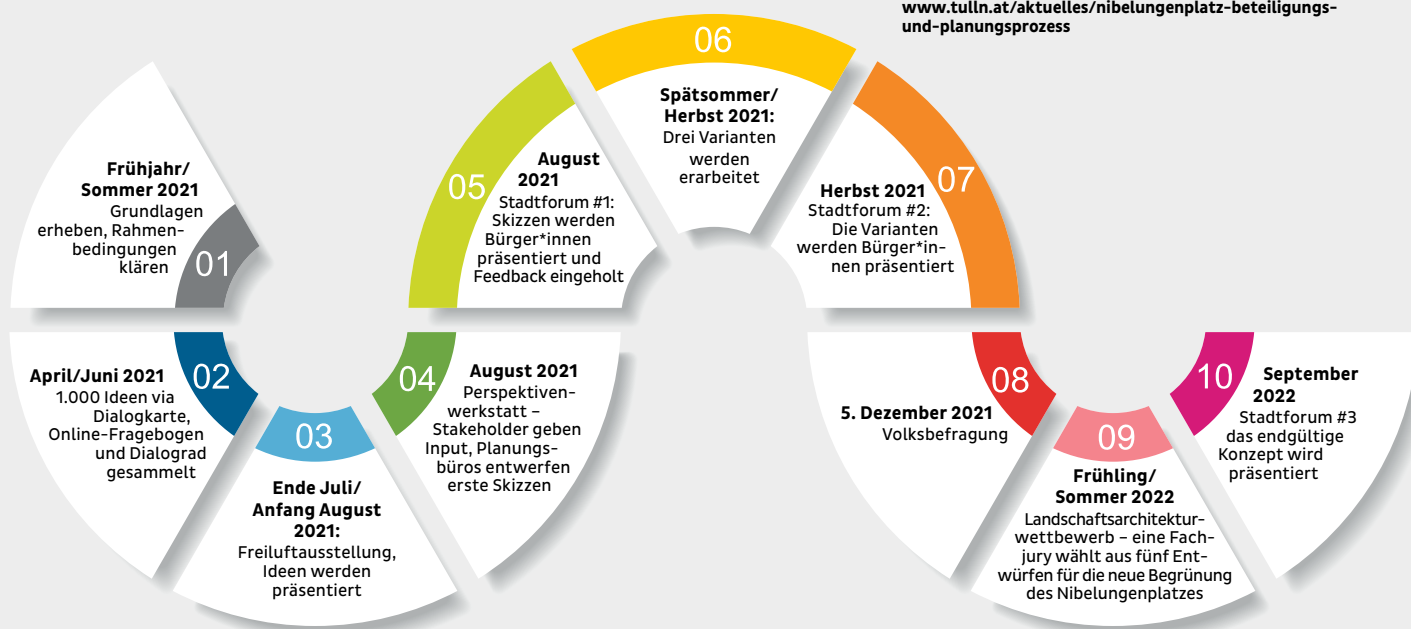 www.tulln.at/aktuelles/nibelungenplatz-beteiligungs-
und-planungsprozess
01
Frühjahr/
Sommer 2021
Grundlagen
erheben, Rahmen-
bedingungen
klären
02
April/Juni 2021
1.000 Ideen via
Dialogkarte,
Online-Fragebogen
und Dialograd
gesammelt
03
Ende Juli/
Anfang August
2021:
Freiluftausstellung,
Ideen werden
präsentiert
04
August 2021
Perspektiven-
werkstatt –
Stakeholder geben
Input, Planungs-
büros entwerfen
erste Skizzen
05
August
2021
Stadtforum #1:
Skizzen werden
Bürger*innen
präsentiert und
Feedback eingeholt
06
Spätsommer/
Herbst 2021:
Drei Varianten
werden
erarbeitet
07
Herbst 2021
Stadtforum #2:
Die Varianten
werden Bürger*in-
nen präsentiert
08
5. Dezember 2021
Volksbefragung
09
Frühling/
Sommer 2022
Landschaftsarchitektur-
wettbewerb – eine Fach-
jury wählt aus fünf Ent-
würfen für die neue Begrünung
des Nibelungenplatzes
10
September
2022
Stadtforum #3
das endgültige
Konzept wird
präsentiert